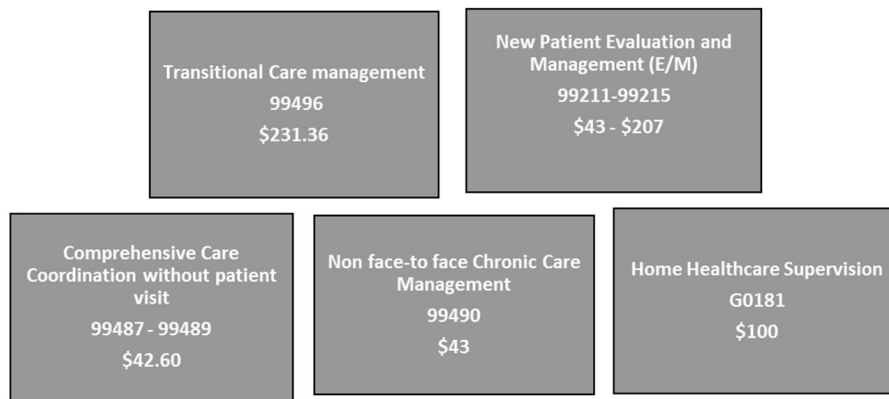 Transitional Care management
99496
$231.36
New Patient Evaluation and
Management (E/M)
99211-99215
$43 - $207
Comprehensive Care
Coordination without patient
visit
99487 - 99489
$42.60
Non face-to face Chronic Care
Management
99490
$43
Home Healthcare Supervision
G0181
$100